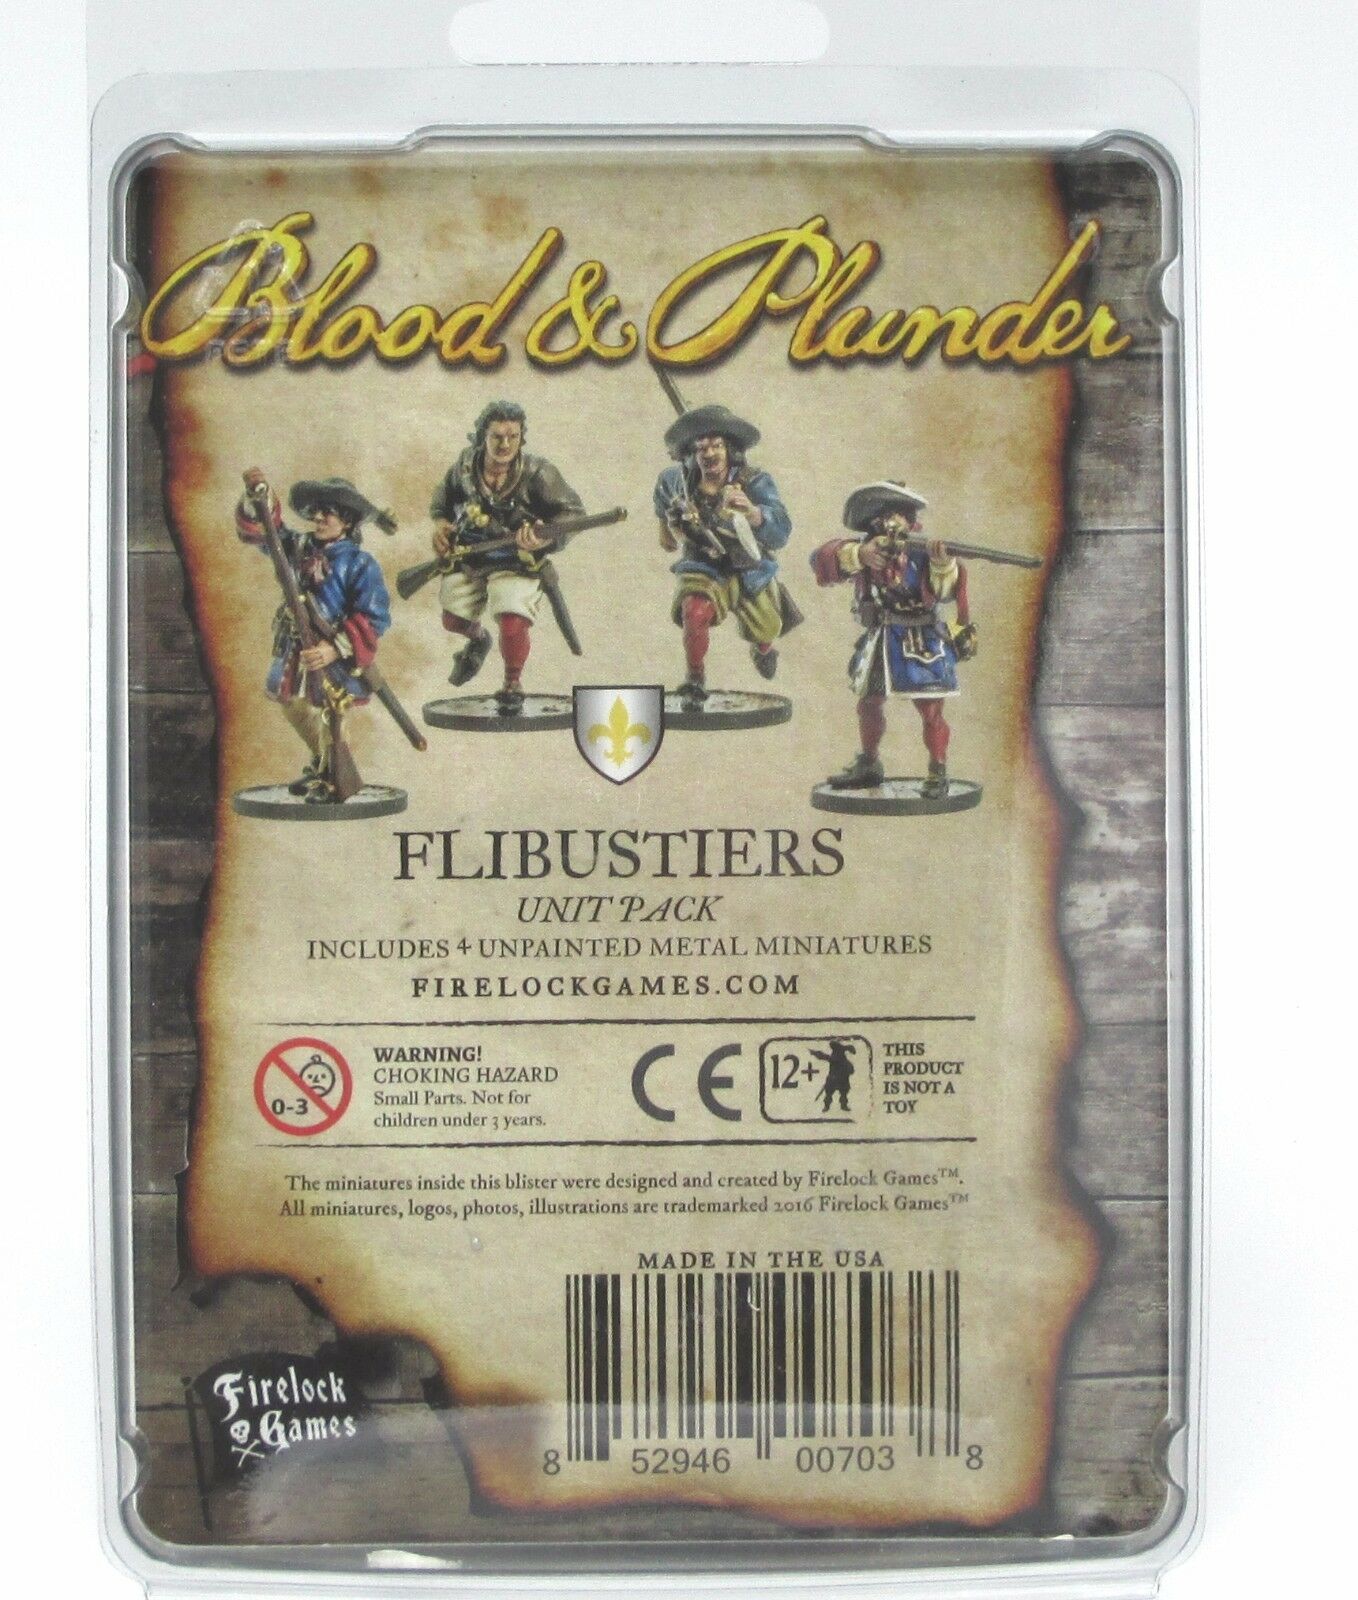 Blood & Plunder
FLIBUSTIERS
UNIT PACK
INCLUDES 4 UNPAINTED METAL MINIATURES
FIRELOCKGAMES.COM
0-3
WARNING!
CHOKING HAZARD
Small Parts. Not for
children under 3 years.
CE
12+
THIS
PRODUCT
IS NOT A
TOY
The miniatures inside this blister were designed and created by Firelock Games™.
All miniatures, logos, photos, illustrations are trademarked 2016 Firelock Games™
MADE IN THE USA
8 52946 00703 8
Firelock
Games